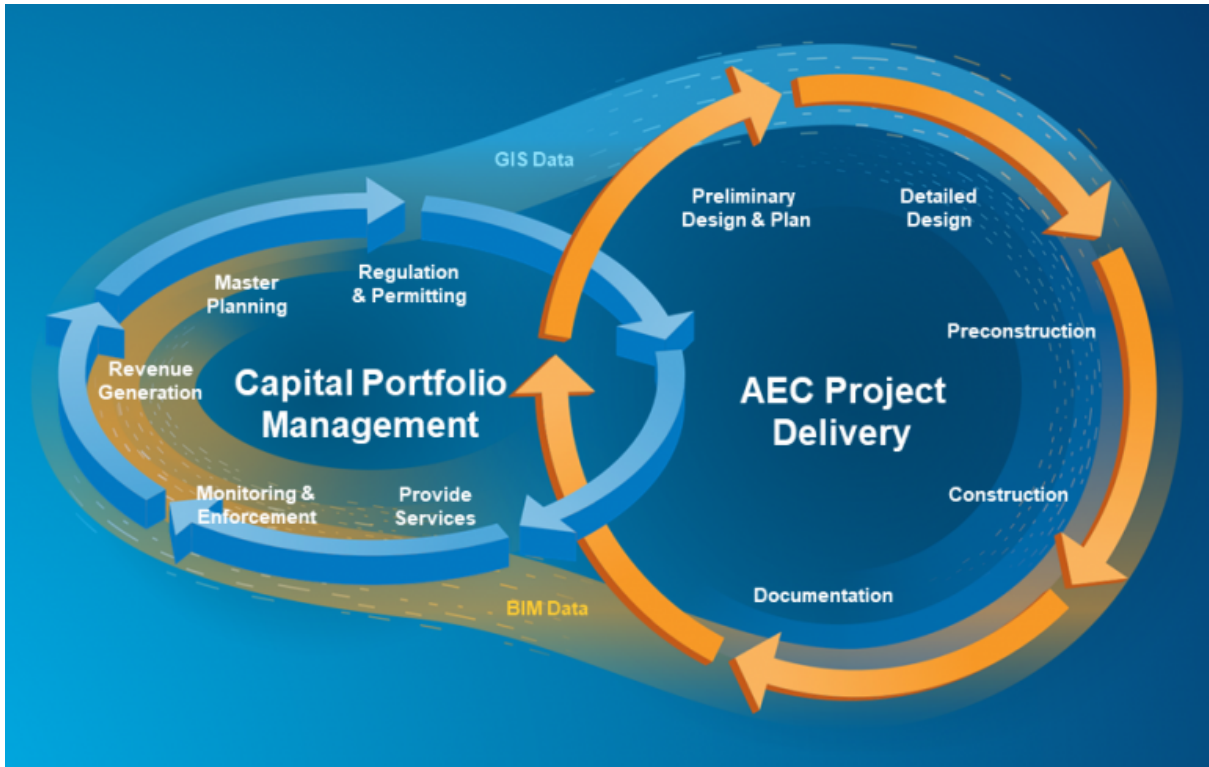 GIS Data
Preliminary
Design & Plan
Detailed
Design
Master
Planning
Regulation
& Permitting
Preconstruction
Revenue
Generation
Capital Portfolio
Management
AEC Project
Delivery
Monitoring &
Enforcement
Provide
Services
Construction
Documentation
BIM Data